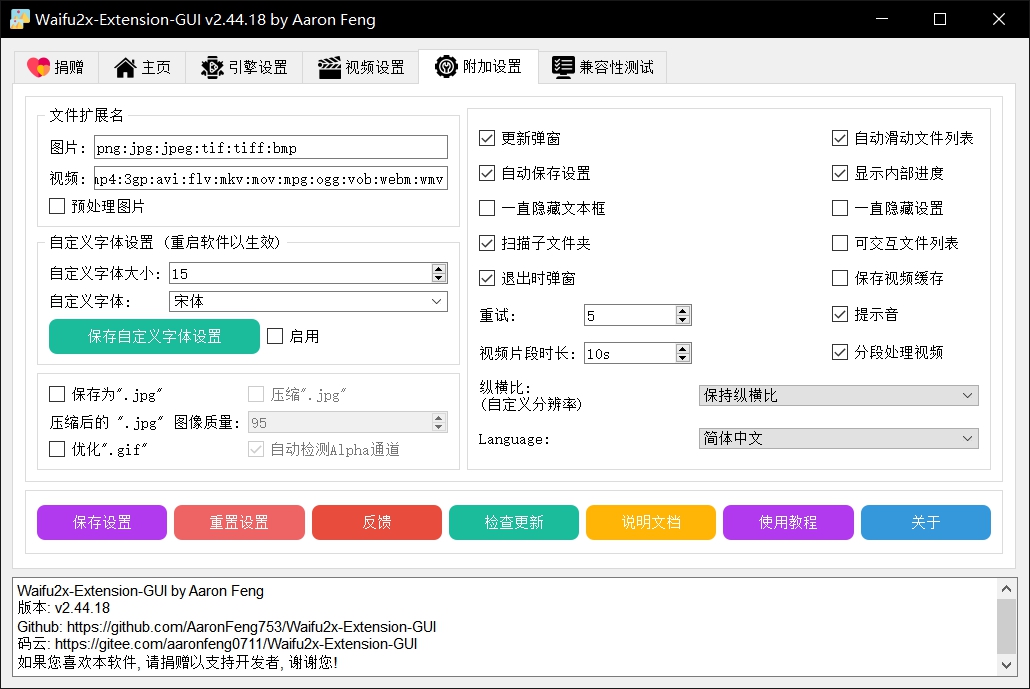 Waifu2x-Extension-GUI v2.44.18 by Aaron Feng
捐赠
主页
引擎设置
视频设置
附加设置
兼容性测试
文件扩展名
图片: png:jpg:jpeg:tif:tiff:bmp
视频: mp4:3gp:avi:flv:mkv:mov:mpg:ogg:vob:webm:wmv
预处理图片
自定义字体设置 (重启软件以生效)
自定义字体大小: 15
自定义字体: 宋体
保存自定义字体设置
启用
保存为".jpg"
压缩".jpg"
压缩后的 ".jpg" 图像质量: 95
优化".gif"
自动检测Alpha通道
更新弹窗
自动滑动文件列表
自动保存设置
显示内部进度
一直隐藏文本框
一直隐藏设置
扫描子文件夹
可交互文件列表
退出时弹窗
保存视频缓存
重试: 5
提示音
视频片段时长: 10s
分段处理视频
纵横比:
(自定义分辨率)
保持纵横比
Language: 简体中文
保存设置
重置设置
反馈
检查更新
说明文档
使用教程
关于
Waifu2x-Extension-GUI by Aaron Feng
版本: v2.44.18
Github: https://github.com/AaronFeng753/Waifu2x-Extension-GUI
码云: https://gitee.com/aaronfeng0711/Waifu2x-Extension-GUI
如果您喜欢本软件, 请捐赠以支持开发者, 谢谢您!